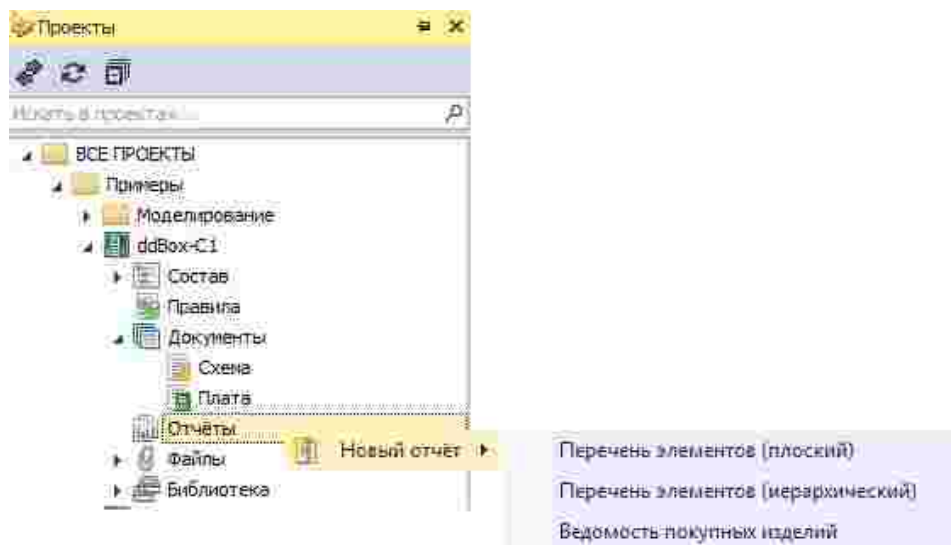 Проекты
Искать в проектах ...
ВСЕ ПРОЕКТЫ
Примеры
Моделирование
ddBox-C1
Состав
Правила
Документы
Схема
Плата
Отчёты
Новый отчёт
Перечень элементов (плоский)
Файлы
Библиотека
Перечень элементов (иерархический)
Ведомость покупных изделий